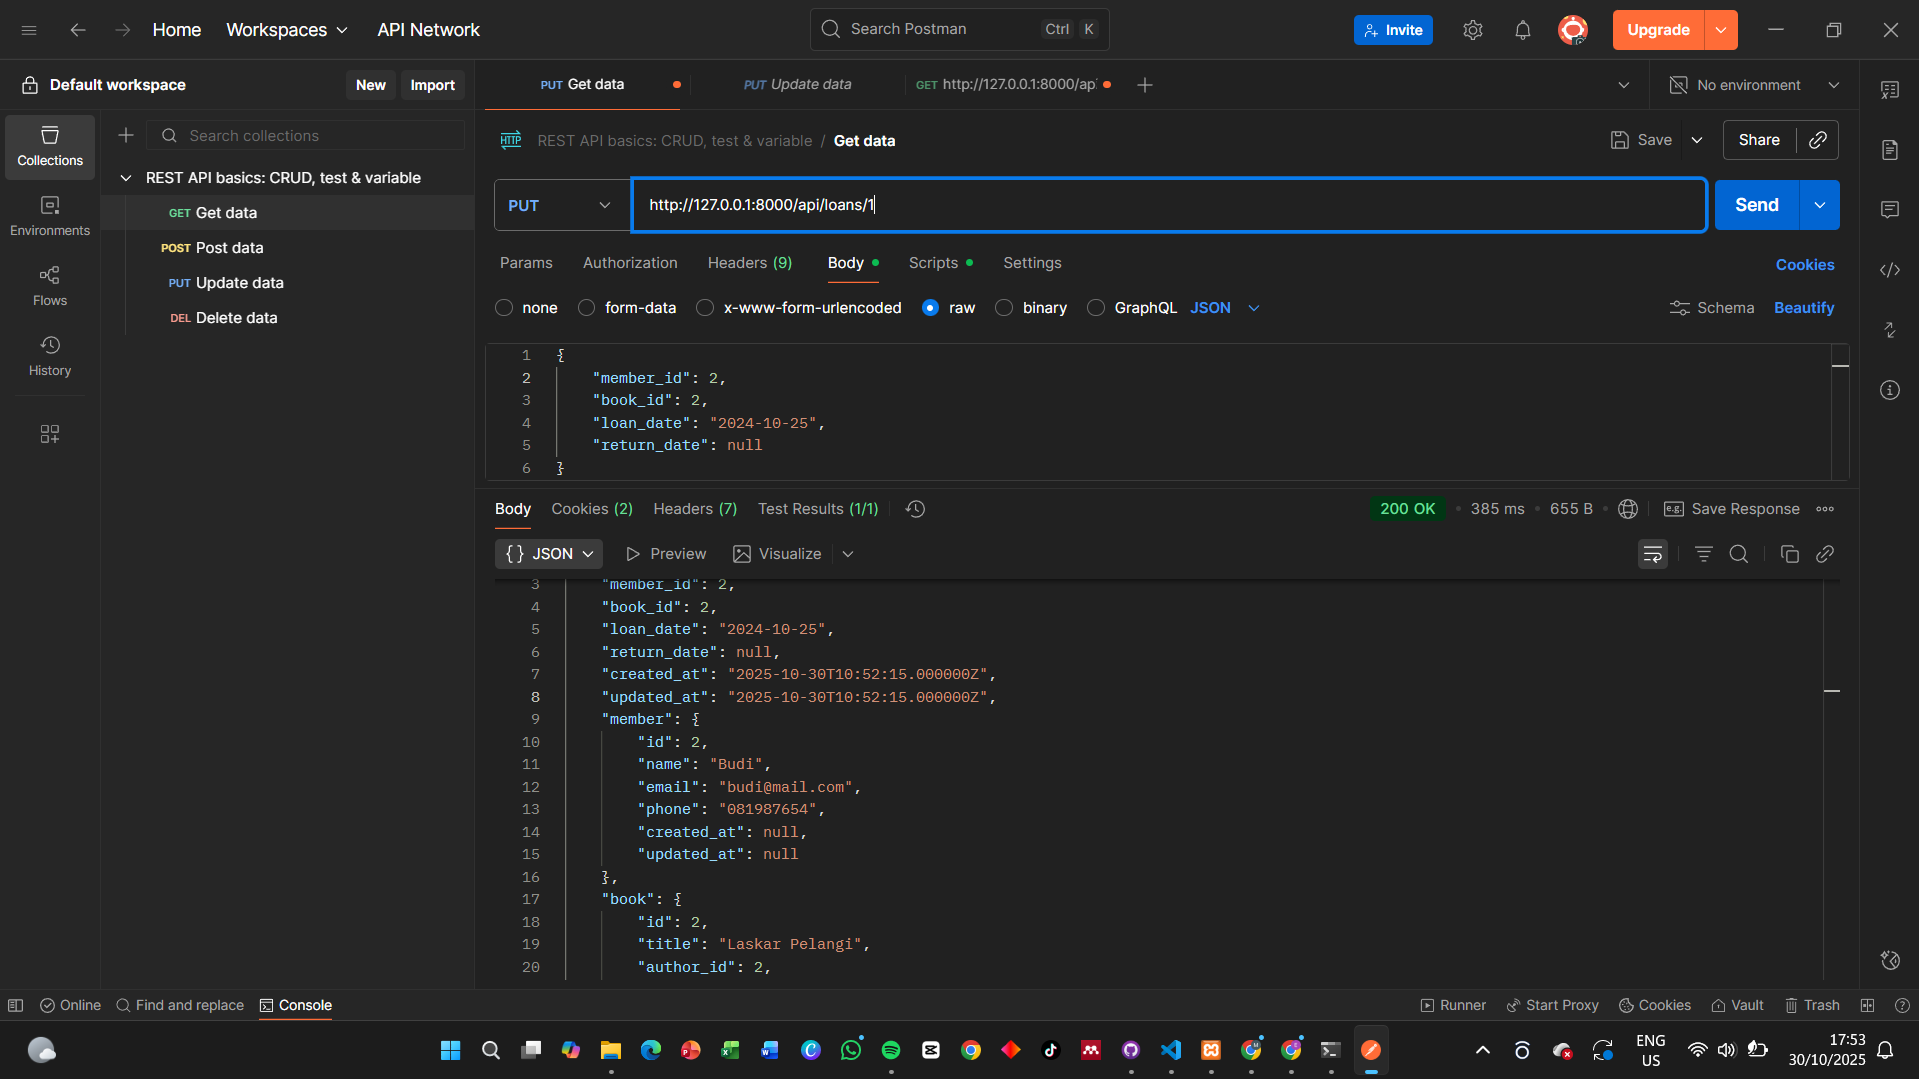 Home
Workspaces
API Network
Search Postman
Ctrl K
Invite
Upgrade
Default workspace
New
Import
PUT Get data
PUT Update data
GET http://127.0.0.1:8000/api
No environment
Collections
Environments
Flows
History
Search collections
REST API basics: CRUD, test & variable
GET Get data
POST Post data
PUT Update data
DEL Delete data
HTTP
REST API basics: CRUD, test & variable / Get data
Save
Share
PUT
http://127.0.0.1:8000/api/loans/1
Send
Params
Authorization
Headers (9)
Body
Scripts
Settings
Cookies
none
form-data
x-www-form-urlencoded
raw
binary
GraphQL
JSON
Schema
Beautify
1 {
2 "member_id": 2,
3 "book_id": 2,
4 "loan_date": "2024-10-25",
5 "return_date": null
6 }
Body
Cookies (2)
Headers (7)
Test Results (1/1)
200 OK
385 ms
655 B
e.g.
Save Response
{} JSON
Preview
Visualize
3 "member_id": 2,
4 "book_id": 2,
5 "loan_date": "2024-10-25",
6 "return_date": null,
7 "created_at": "2025-10-30T10:52:15.000000Z",
8 "updated_at": "2025-10-30T10:52:15.000000Z",
9 "member": {
10 "id": 2,
11 "name": "Budi",
12 "email": "budi@mail.com",
13 "phone": "081987654",
14 "created_at": null,
15 "updated_at": null
16 },
17 "book": {
18 "id": 2,
19 "title": "Laskar Pelangi",
20 "author_id": 2,
Online
Find and replace
Console
Runner
Start Proxy
Cookies
Vault
Trash
ENG
US
17:53
30/10/2025